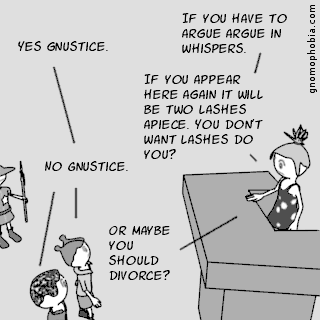 IF YOU HAVE TO
ARGUE ARGUE IN
WHISPERS.
YES GNUSTICE.
IF YOU APPEAR
HERE AGAIN IT WILL
BE TWO LASHES
APIECE. YOU DON'T
WANT LASHES DO
YOU?
NO GNUSTICE.
OR MAYBE
YOU
SHOULD
DIVORCE?
gnomophobia.com